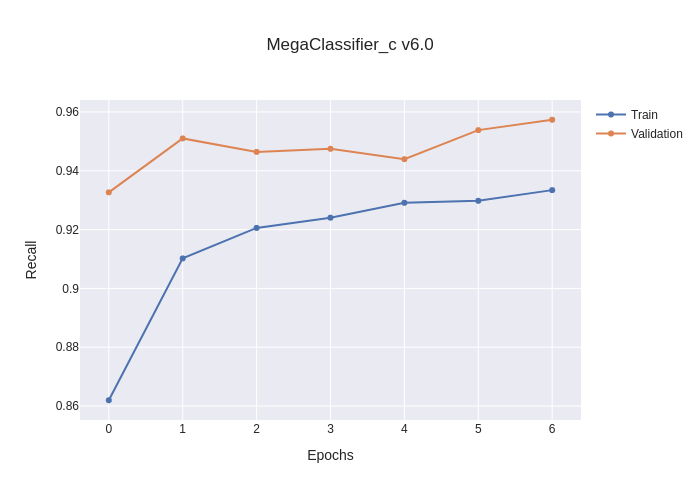 MegaClassifier_c v6.0
Train
Validation
Recall
0.96
0.94
0.92
0.9
0.88
0.86
0 1 2 3 4 5 6
Epochs